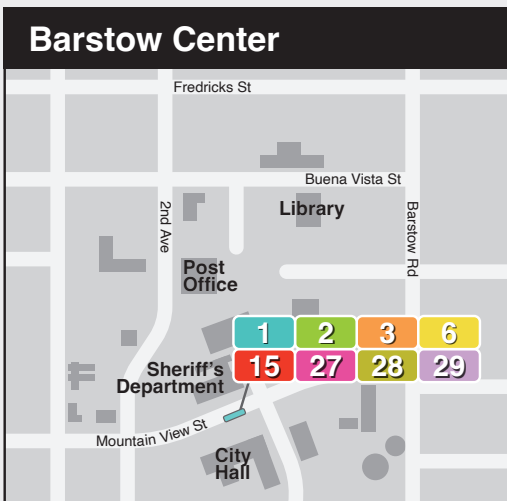 Barstow Center
Fredricks St
Buena Vista St
Library
2nd Ave
Barstow Rd
Post
Office
1 2 3 6
15 27 28 29
Sheriff's
Department
Mountain View St
City
Hall